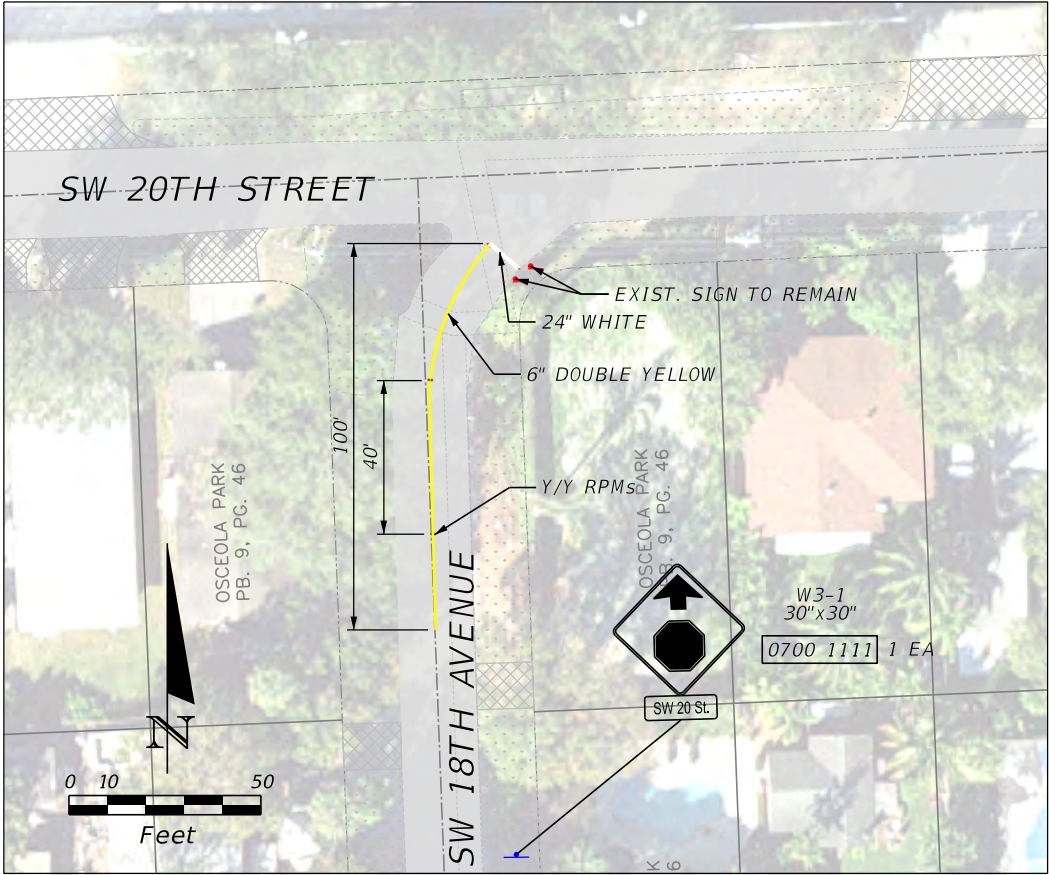 SW 20TH STREET
EXIST. SIGN TO REMAIN
24" WHITE
6" DOUBLE YELLOW
100'
40'
Y/Y RPMs
OSCEOLA PARK
PB. 9, PG. 46
OSCEOLA PARK
PB. 9, PG. 46
SW 18TH AVENUE
W3-1
30"x30"
0700 1111 1 EA
SW 20 St.
N
0 10 50
Feet
K
6